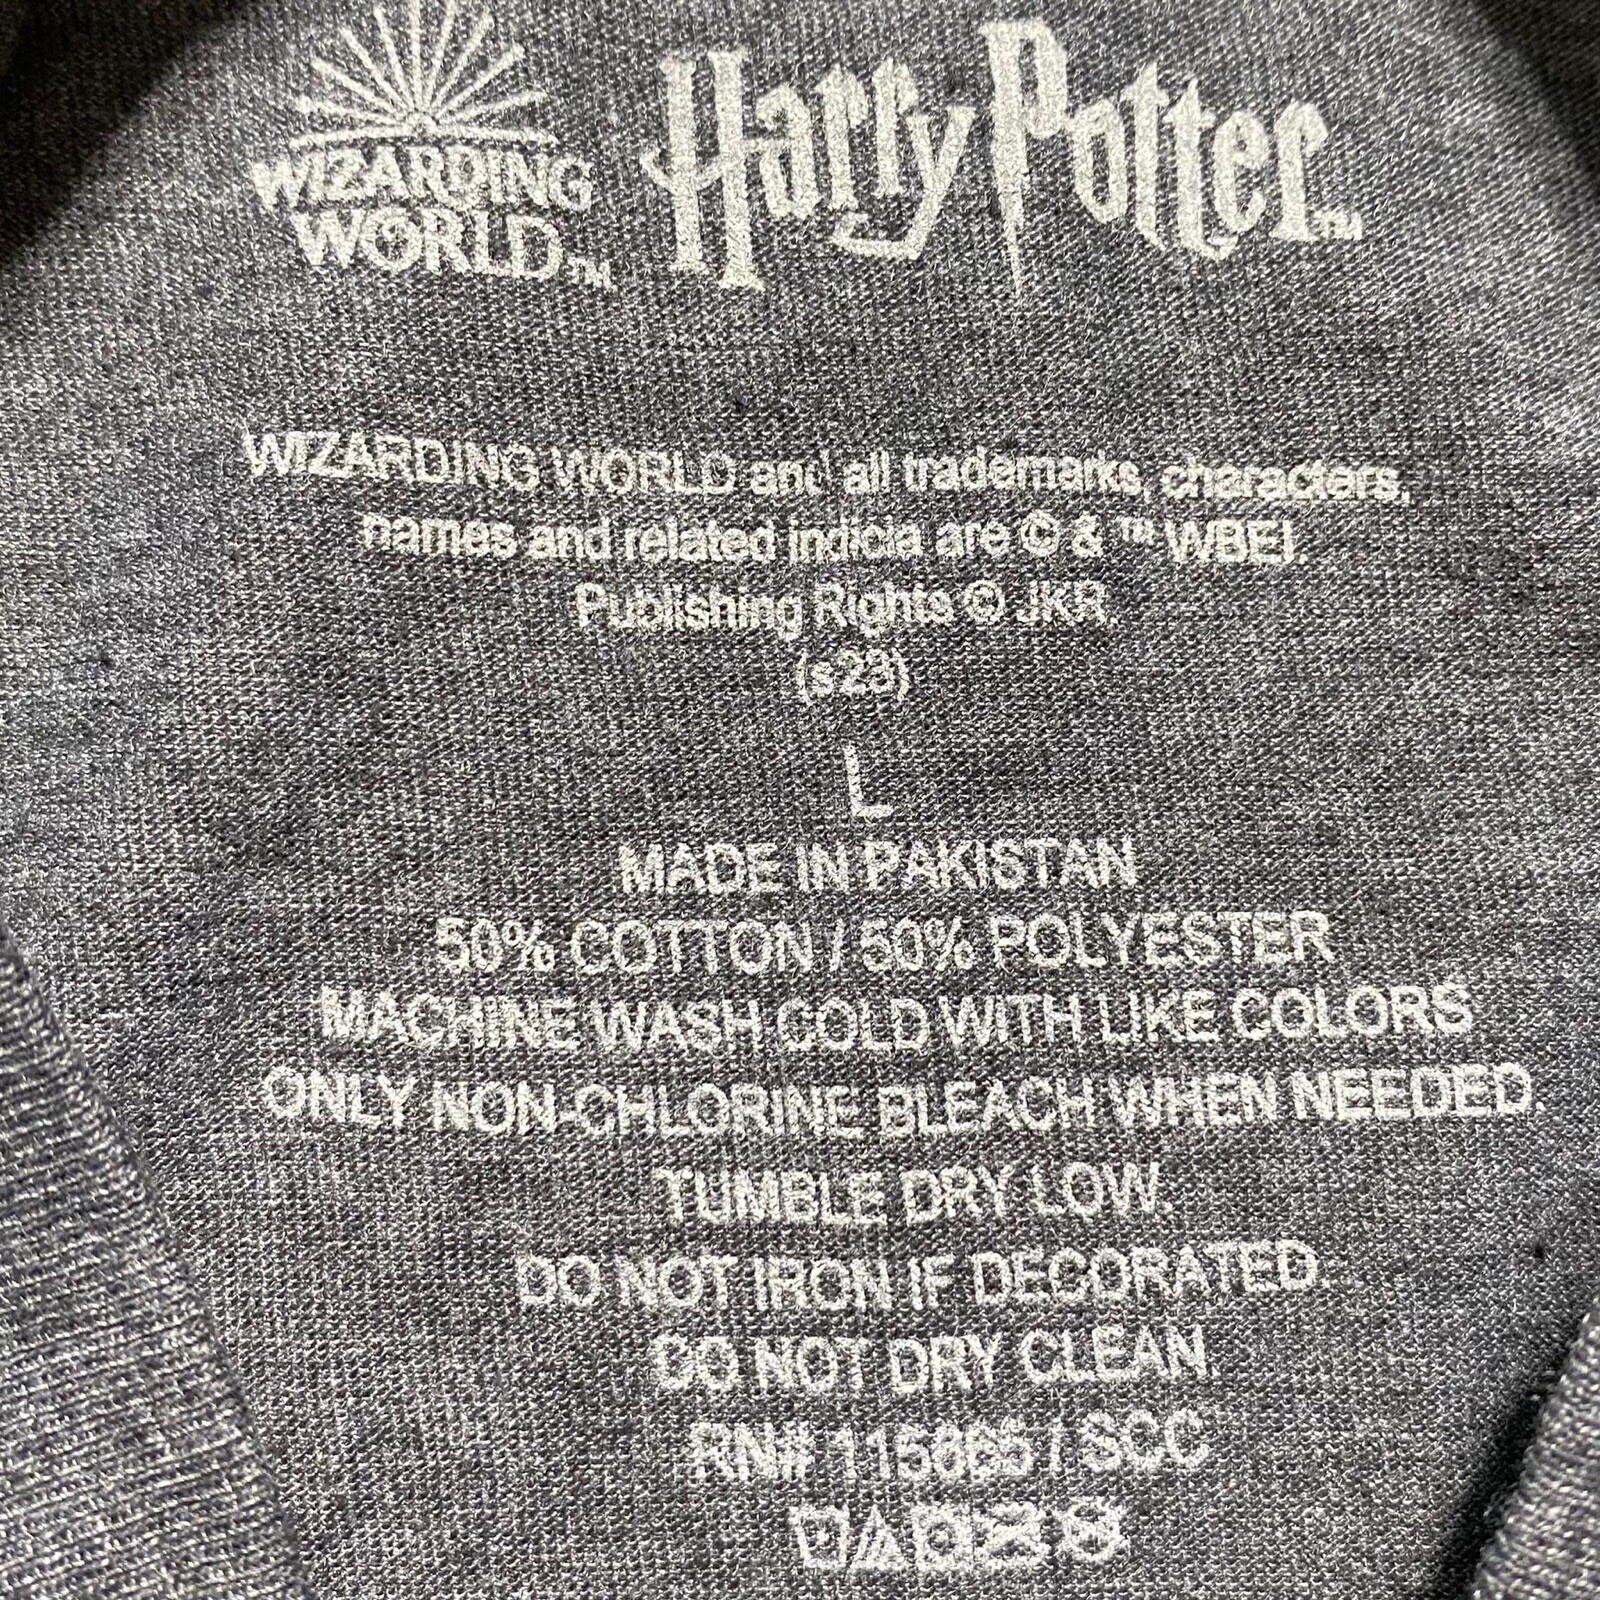 WIZARDING
WORLD™
Harry Potter™
WIZARDING WORLD and all trademarks, characters,
names and related indicia are © & ™ WBEI.
Publishing Rights © JKR.
(s23)
L
MADE IN PAKISTAN
50% COTTON / 50% POLYESTER
MACHINE WASH COLD WITH LIKE COLORS
ONLY NON-CHLORINE BLEACH WHEN NEEDED.
TUMBLE DRY LOW.
DO NOT IRON IF DECORATED.
DO NOT DRY CLEAN.
RN# / SCC